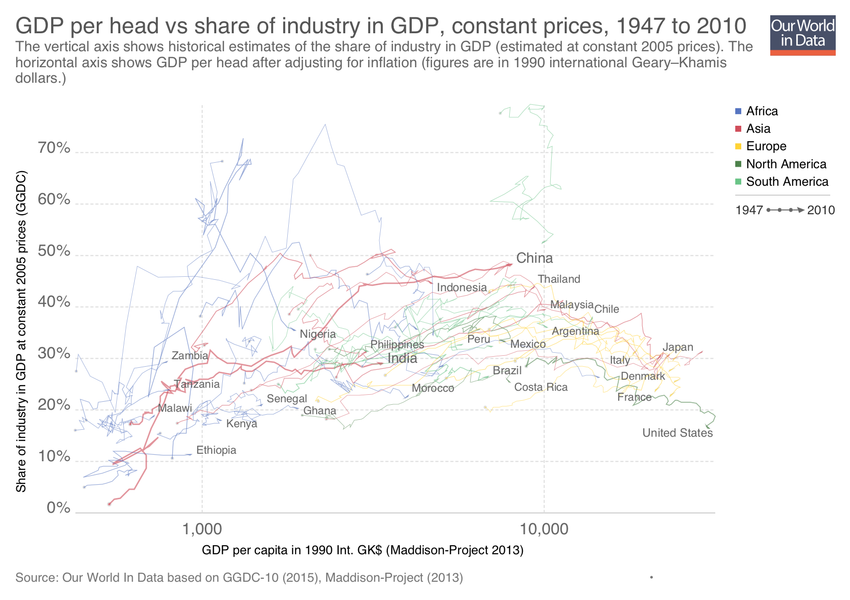 GDP per head vs share of industry in GDP, constant prices, 1947 to 2010
Our World
in Data
The vertical axis shows historical estimates of the share of industry in GDP (estimated at constant 2005 prices). The
horizontal axis shows GDP per head after adjusting for inflation (figures are in 1990 international Geary–Khamis
dollars.)
Africa
Asia
Europe
North America
South America
1947 2010
Share of industry in GDP at constant 2005 prices (GGDC)
70%
60%
50%
40%
30%
20%
10%
0%
China
Thailand
Indonesia
Malaysia
Chile
Nigeria
Argentina
Peru
Mexico
Philippines
Japan
Zambia
India
Italy
Brazil
Denmark
Tanzania
Morocco
Costa Rica
France
Senegal
Malawi
Ghana
Kenya
United States
Ethiopia
1,000
10,000
GDP per capita in 1990 Int. GK$ (Maddison-Project 2013)
Source: Our World In Data based on GGDC-10 (2015), Maddison-Project (2013)